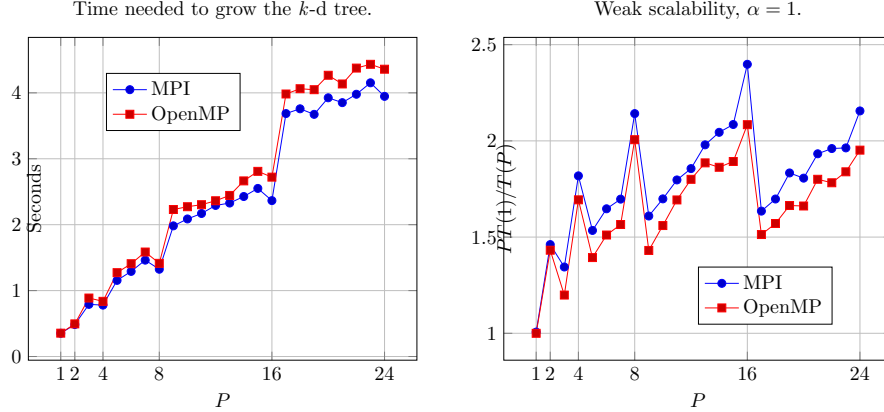 Time needed to grow the k-d tree.
Seconds
4
3
2
1
0
MPI
OpenMP
1 2 4 8 16 24
P
Weak scalability, α = 1.
PT(1)/T(P)
2.5
2
1.5
1
MPI
OpenMP
1 2 4 8 16 24
P